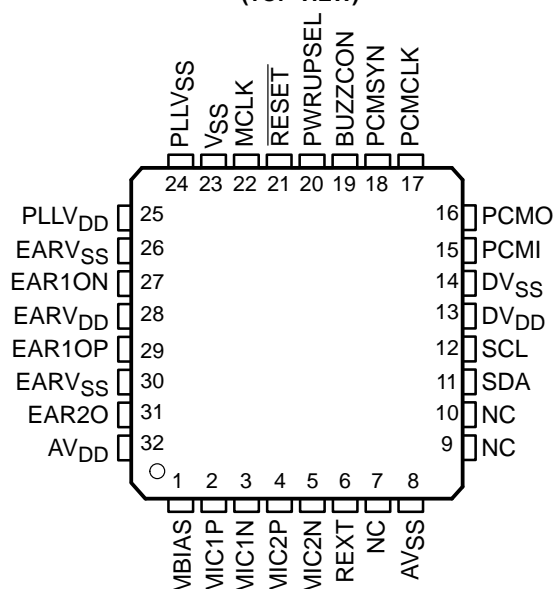 PLLVSS
VSS
MCLK
RESET
PWRUPSEL
BUZZCON
PCMSYN
PCMCLK
24 23 22 21 20 19 18 17
PLLVDD 25
EARVSS 26
EAR1ON 27
EARVDD 28
EAR1OP 29
EARVSS 30
EAR2O 31
AVDD 32
16 PCMO
15 PCMI
14 DVSS
13 DVDD
12 SCL
11 SDA
10 NC
9 NC
1 2 3 4 5 6 7 8
MBIAS
MIC1P
MIC1N
MIC2P
MIC2N
REXT
NC
AVSS